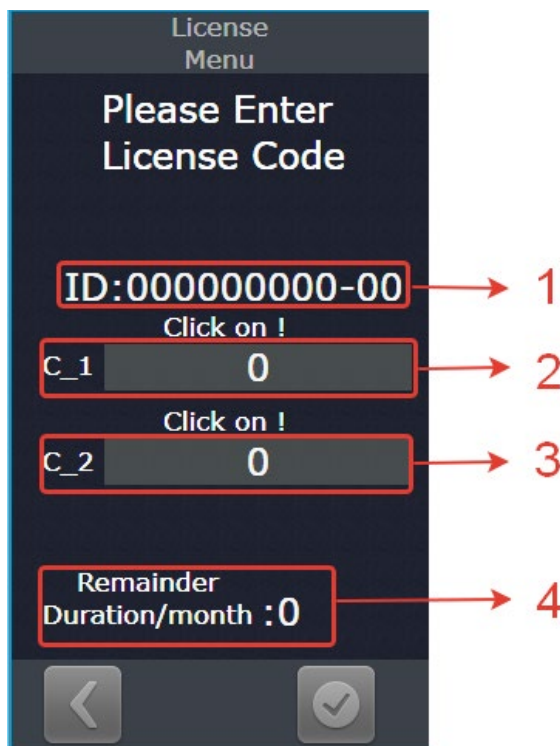 License
Menu
Please Enter
License Code
ID:000000000-00
1
Click on !
C_1 0
2
Click on !
C_2 0
3
Remainder
Duration/month :0
4